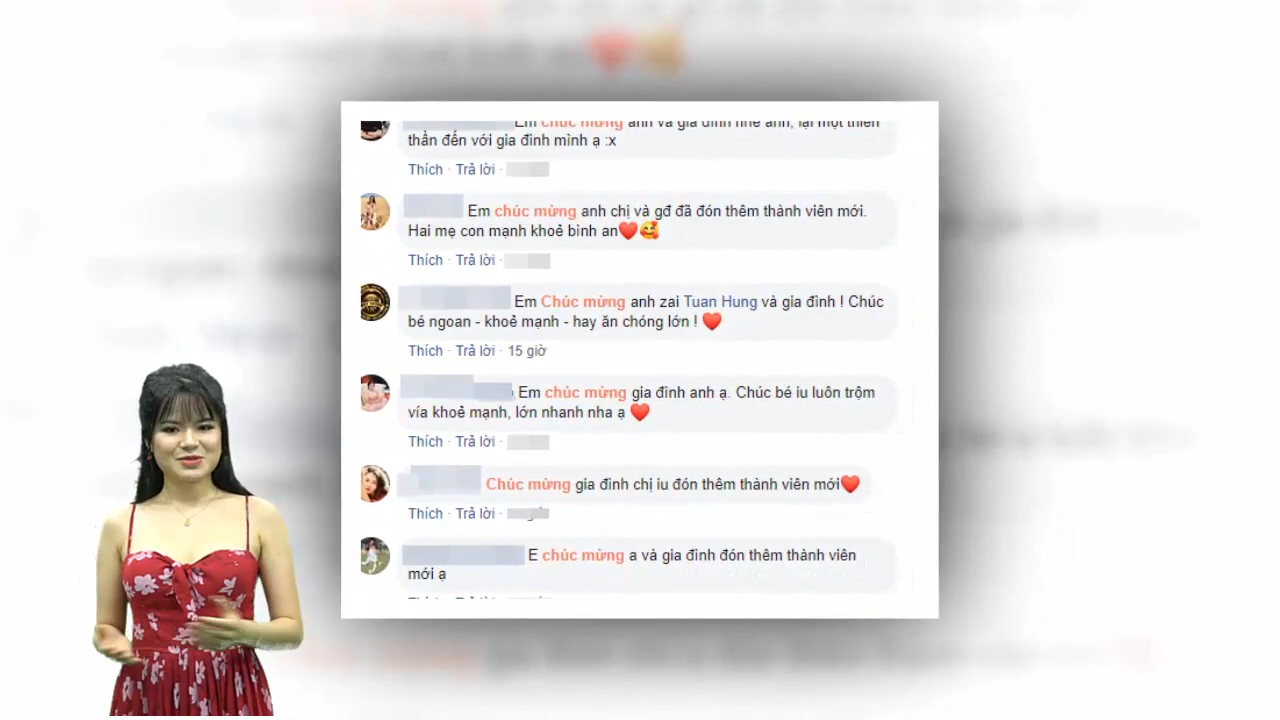 Em chúc mừng anh và gia đình nhé anh, lại một thiên
thần đến với gia đình mình ạ :x
Thích · Trả lời ·
Em chúc mừng anh chị và gđ đã đón thêm thành viên mới.
Hai mẹ con mạnh khoẻ bình an❤️🥰
Thích · Trả lời ·
Em Chúc mừng anh zai Tuan Hung và gia đình ! Chúc
bé ngoan - khoẻ mạnh - hay ăn chóng lớn ! ❤️
Thích · Trả lời · 15 giờ
Em chúc mừng gia đình anh ạ. Chúc bé iu luôn trộm
vía khoẻ mạnh, lớn nhanh nha ạ ❤️
Thích · Trả lời ·
Chúc mừng gia đình chị iu đón thêm thành viên mới❤️
Thích · Trả lời ·
E chúc mừng a và gia đình đón thêm thành viên
mới ạ
Thích · Trả lời ·